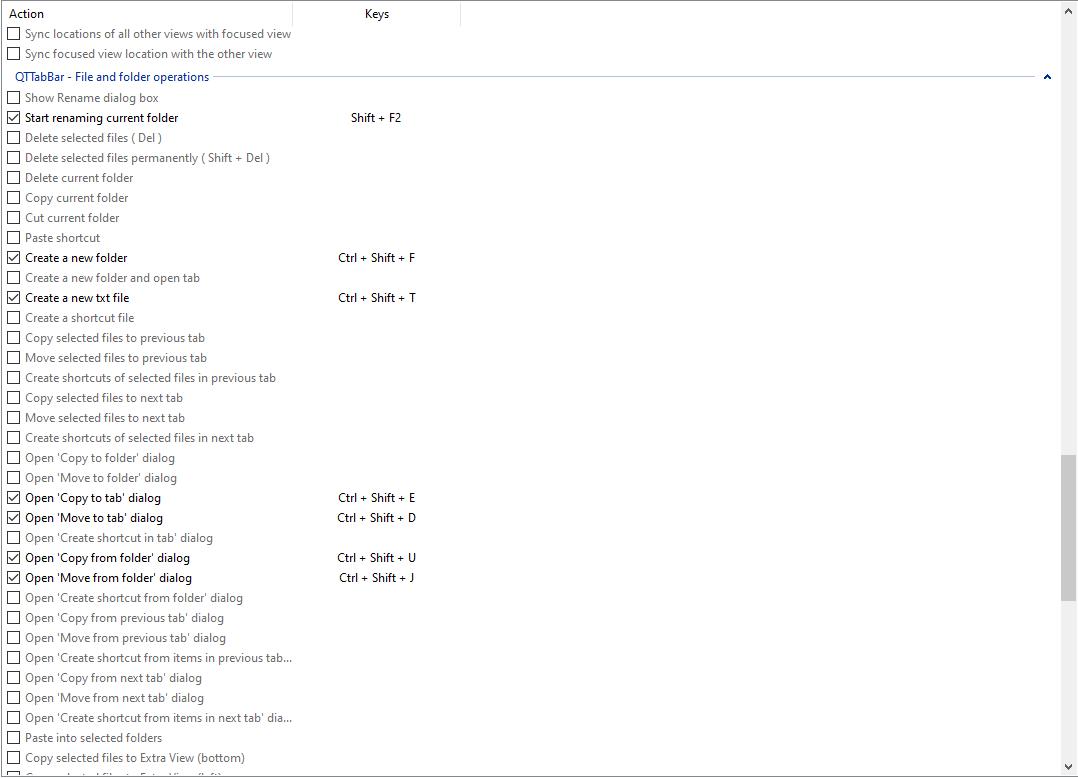 Action Keys
Sync locations of all other views with focused view
Sync focused view location with the other view
QTTabBar - File and folder operations
Show Rename dialog box
Start renaming current folder Shift + F2
Delete selected files ( Del )
Delete selected files permanently ( Shift + Del )
Delete current folder
Copy current folder
Cut current folder
Paste shortcut
Create a new folder Ctrl + Shift + F
Create a new folder and open tab
Create a new txt file Ctrl + Shift + T
Create a shortcut file
Copy selected files to previous tab
Move selected files to previous tab
Create shortcuts of selected files in previous tab
Copy selected files to next tab
Move selected files to next tab
Create shortcuts of selected files in next tab
Open 'Copy to folder' dialog
Open 'Move to folder' dialog
Open 'Copy to tab' dialog Ctrl + Shift + E
Open 'Move to tab' dialog Ctrl + Shift + D
Open 'Create shortcut in tab' dialog
Open 'Copy from folder' dialog Ctrl + Shift + U
Open 'Move from folder' dialog Ctrl + Shift + J
Open 'Create shortcut from folder' dialog
Open 'Copy from previous tab' dialog
Open 'Move from previous tab' dialog
Open 'Create shortcut from items in previous tab...
Open 'Copy from next tab' dialog
Open 'Move from next tab' dialog
Open 'Create shortcut from items in next tab' dia...
Paste into selected folders
Copy selected files to Extra View (bottom)